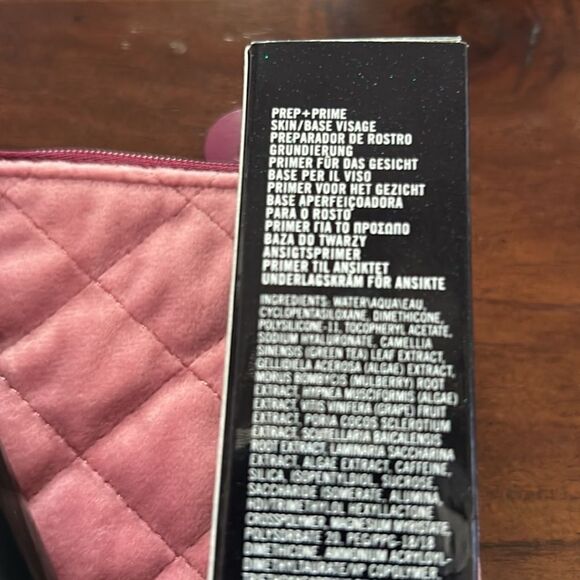 PREP+PRIME
SKIN/BASE VISAGE
PREPARADOR DE ROSTRO
GRUNDIERUNG
PRIMER FÜR DAS GESICHT
BASE PER IL VISO
PRIMER VOOR HET GEZICHT
BASE APERFEIÇOADORA
PARA O ROSTO
PRIMER ΓΙΑ ΤΟ ΠΡΟΣΩΠΟ
BAZA DO TWARZY
ANSIGTSPRIMER
PRIMER TIL ANSIKTET
UNDERLAGSKRÄM FÖR ANSIKTE
INGREDIENTS: WATER\AQUA\EAU,
CYCLOPENTASILOXANE, DIMETHICONE,
POLYSILICONE-11, TOCOPHERYL ACETATE,
SODIUM HYALURONATE, CAMELLIA
SINENSIS (GREEN TEA) LEAF EXTRACT,
GELLIDIELA ACEROSA (ALGAE) EXTRACT,
MORUS BOMBYCIS (MULBERRY) ROOT
EXTRACT, HYPNEA MUSCIFORMIS (ALGAE)
EXTRACT, VITIS VINIFERA (GRAPE) FRUIT
EXTRACT, PORIA COCOS SCLEROTIUM
EXTRACT, SCUTELLARIA BAICALENSIS
ROOT EXTRACT, LAMINARIA SACCHARINA
EXTRACT, ALGAE EXTRACT, CAFFEINE,
SILICA, ISOPENTYLDIOL, SUCROSE,
SACCHARIDE ISOMERATE, ALUMINA,
HEXYLLACTONE
CROSSPOLYMER, MAGNESIUM
POLYSORBATE 20, PEG/PPG-18/18
DIMETHICONE, AMMONIUM ACRYLOYL-
COPOLYMER